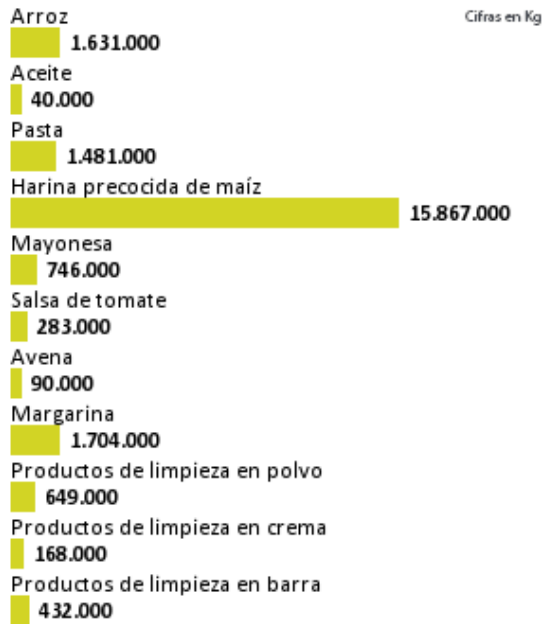 Arroz
Cifras en Kg
1.631.000
Aceite
40.000
Pasta
1.481.000
Harina precocida de maíz
15.867.000
Mayonesa
746.000
Salsa de tomate
283.000
Avena
90.000
Margarina
1.704.000
Productos de limpieza en polvo
649.000
Productos de limpieza en crema
168.000
Productos de limpieza en barra
432.000